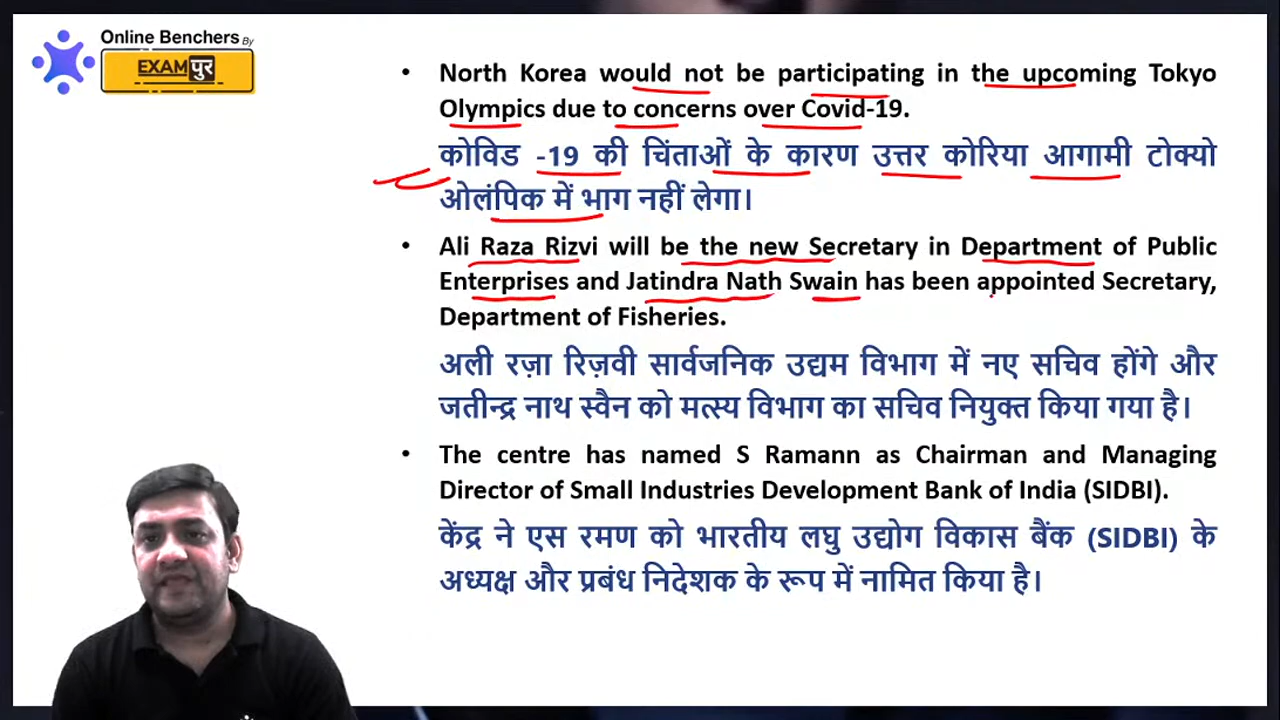 Online Benchers By
EXAMपुर
• North Korea would not be participating in the upcoming Tokyo
Olympics due to concerns over Covid-19.
कोविड -19 की चिंताओं के कारण उत्तर कोरिया आगामी टोक्यो
ओलंपिक में भाग नहीं लेगा।
• Ali Raza Rizvi will be the new Secretary in Department of Public
Enterprises and Jatindra Nath Swain has been appointed Secretary,
Department of Fisheries.
अली रज़ा रिज़वी सार्वजनिक उद्यम विभाग में नए सचिव होंगे और
जतीन्द्र नाथ स्वैन को मत्स्य विभाग का सचिव नियुक्त किया गया है।
• The centre has named S Ramann as Chairman and Managing
Director of Small Industries Development Bank of India (SIDBI).
केंद्र ने एस रमण को भारतीय लघु उद्योग विकास बैंक (SIDBI) के
अध्यक्ष और प्रबंध निदेशक के रूप में नामित किया है।